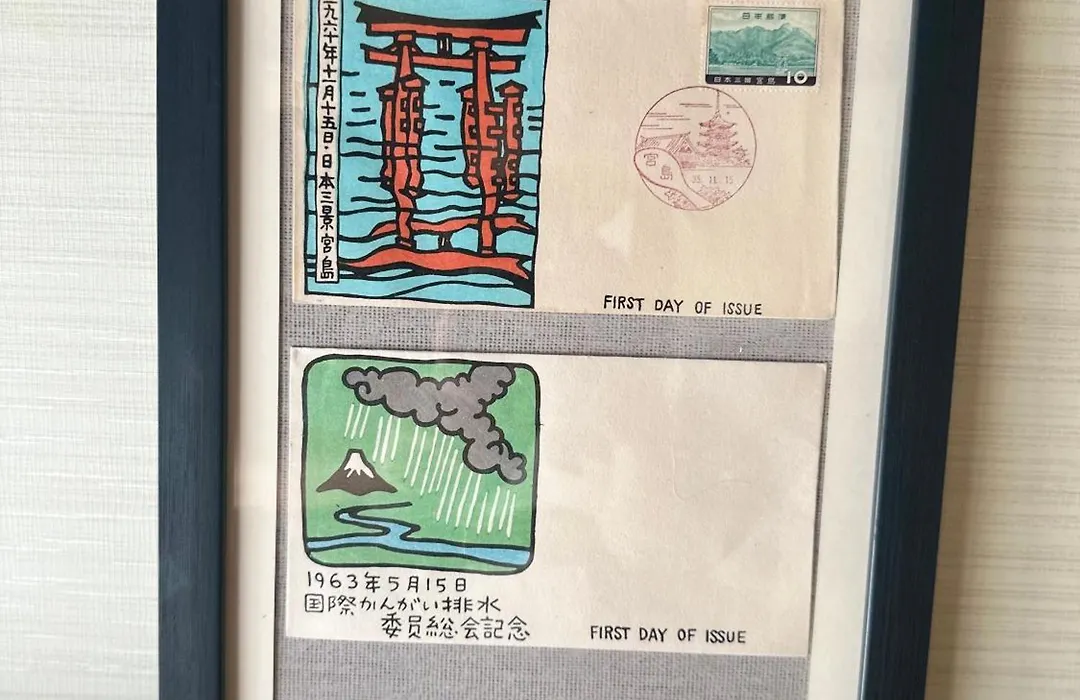 一九六十年十一月十五日・日本三景宮島
日本郵便
日本三景 宮島 10
宮島
35.11.15
FIRST DAY OF ISSUE
1963年5月15日
国際かんがい排水
委員総会記念
FIRST DAY OF ISSUE